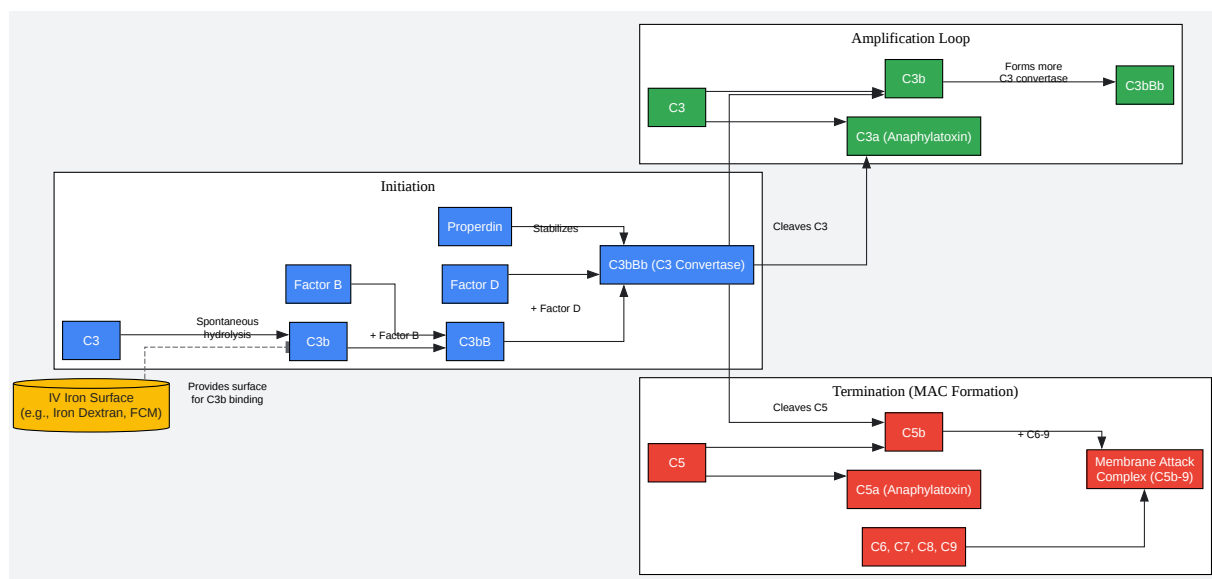 Amplification Loop
Forms more
C3 convertase
C3b
C3bBb
C3
C3a (Anaphylatoxin)
Initiation
Properdin
Stabilizes
Cleaves C3
C3bBb (C3 Convertase)
Factor B
Factor D
+ Factor D
Spontaneous
hydrolysis
C3
C3b
+ Factor B
C3bB
Provides surface
for C3b binding
IV Iron Surface
(e.g., Iron Dextran, FCM)
Termination (MAC Formation)
Cleaves C5
C5b
+ C6-9
C5
Membrane Attack
Complex (C5b-9)
C5a (Anaphylatoxin)
C6, C7, C8, C9